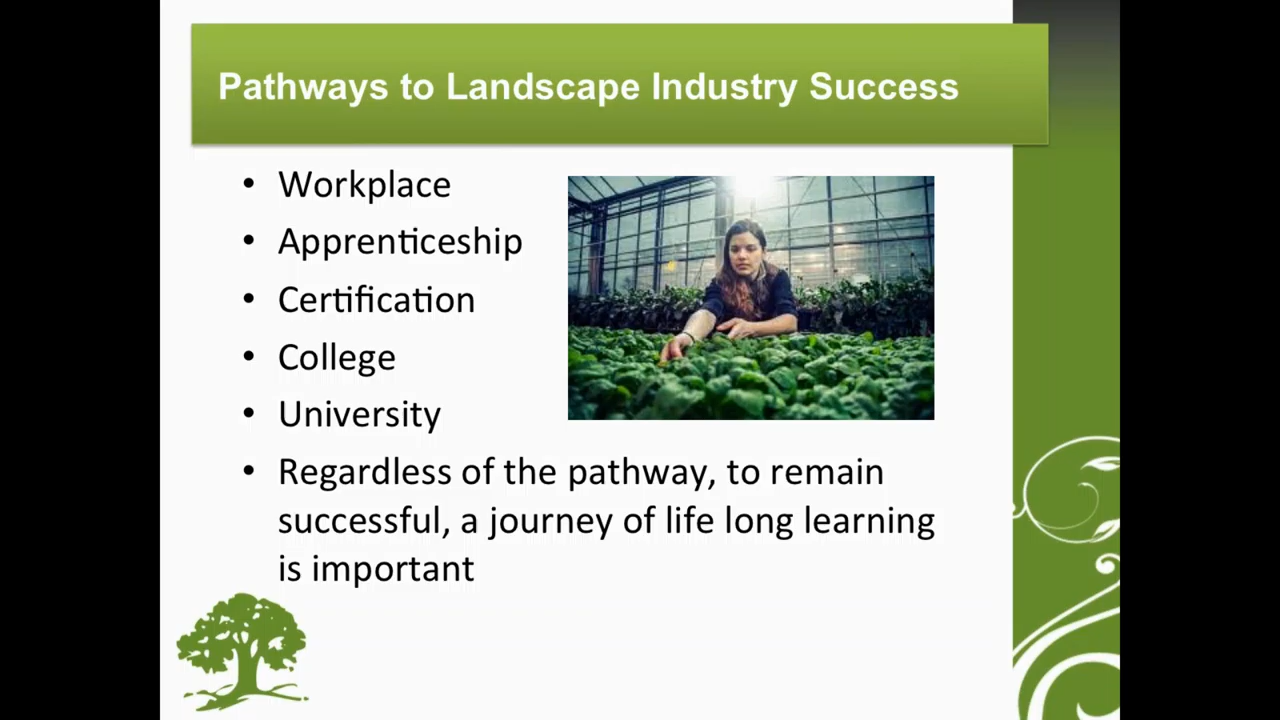 Pathways to Landscape Industry Success
• Workplace
• Apprenticeship
• Certification
• College
• University
• Regardless of the pathway, to remain
successful, a journey of life long learning
is important